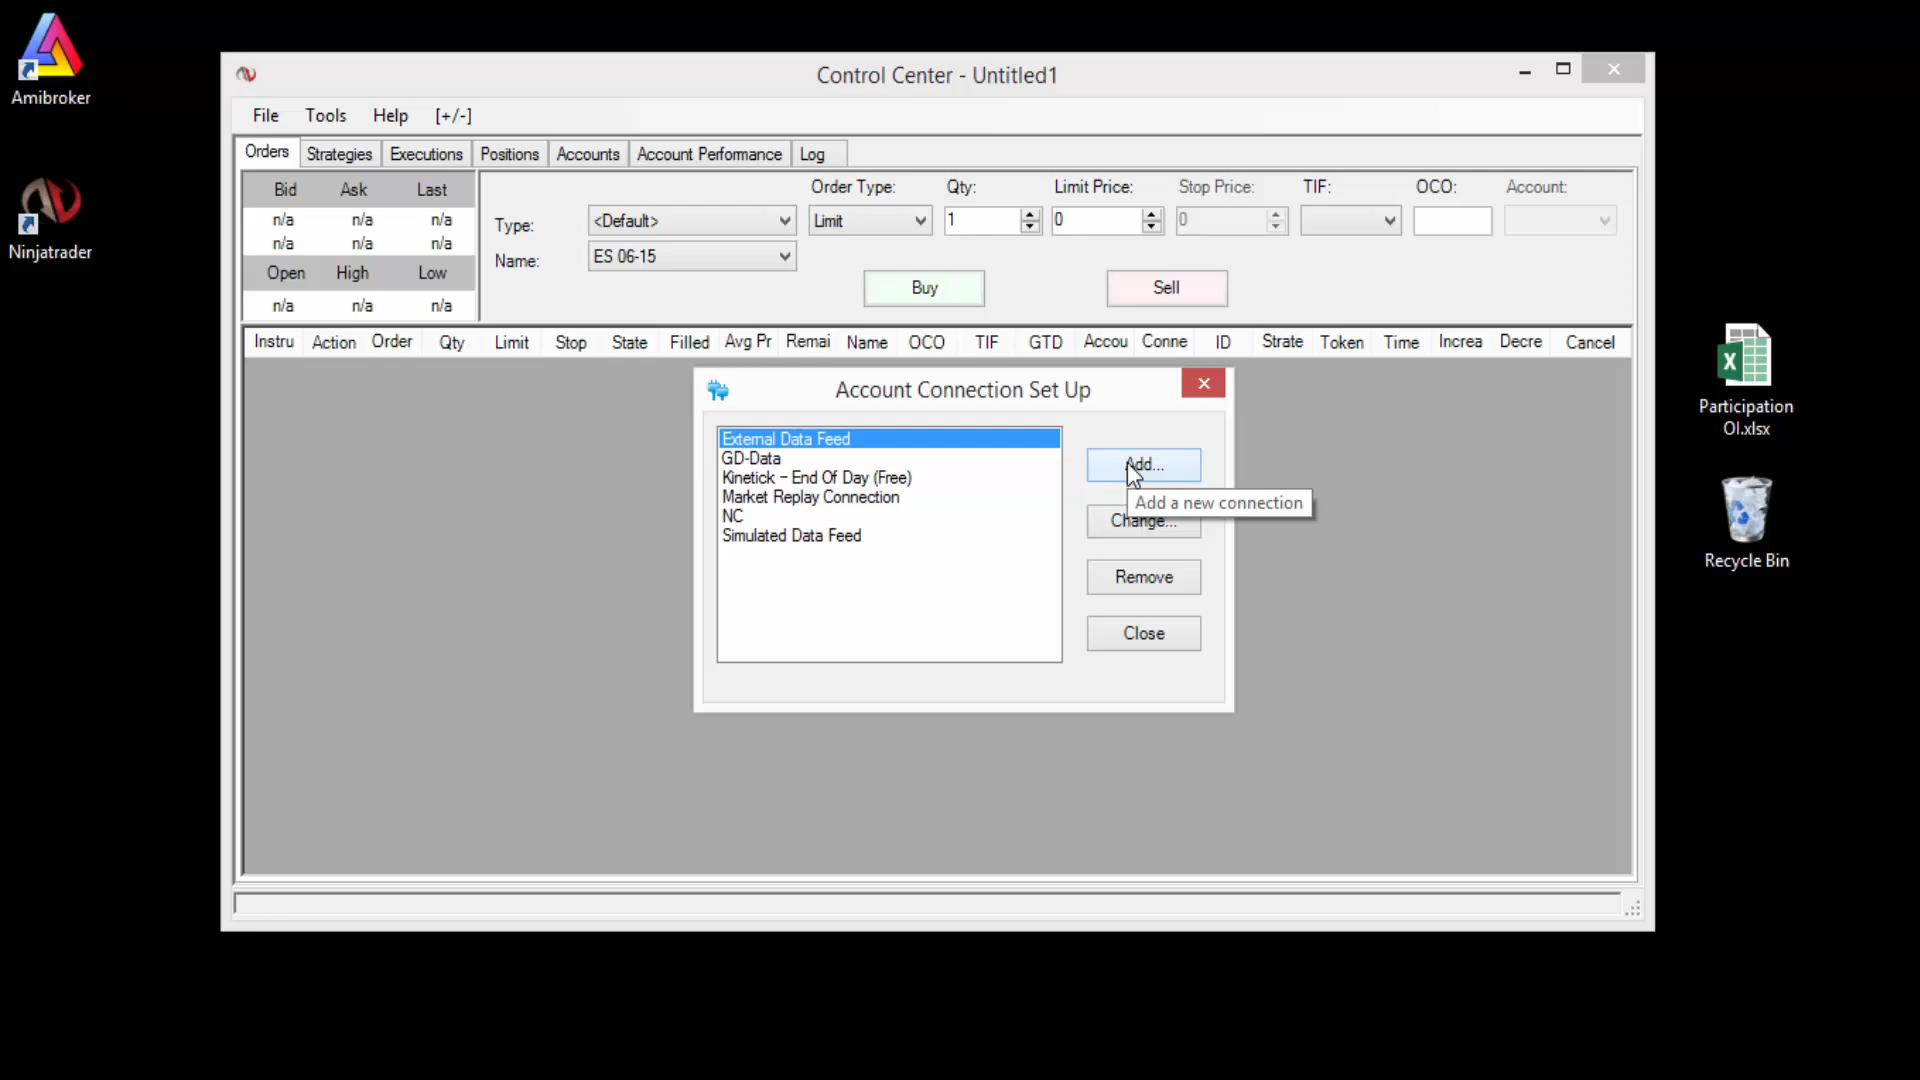 Amibroker
Ninjatrader
Control Center - Untitled1
File Tools Help [+/-]
Orders Strategies Executions Positions Accounts Account Performance Log
Bid Ask Last
n/a n/a n/a
n/a n/a n/a
Open High Low
n/a n/a n/a
Order Type: Qty: Limit Price: Stop Price: TIF: OCO: Account:
Type: <Default> Limit 1 0 0
Name: ES 06-15
Buy Sell
Instru Action Order Qty Limit Stop State Filled Avg Pr Remai Name OCO TIF GTD Accou Conne ID Strate Token Time Increa Decre Cancel
Account Connection Set Up
External Data Feed
GD-Data
Kinetick - End Of Day (Free)
Market Replay Connection
NC
Simulated Data Feed
Add...
Add a new connection
Change...
Remove
Close
Participation
OI.xlsx
Recycle Bin